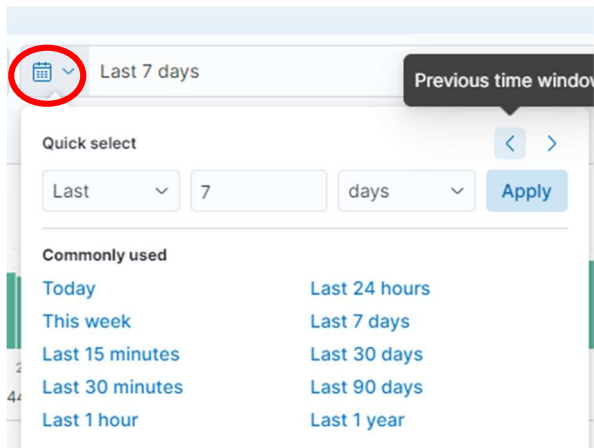 Last 7 days
Previous time windo
Quick select
Last 7 days Apply
Commonly used
Today Last 24 hours
This week Last 7 days
Last 15 minutes Last 30 days
Last 30 minutes Last 90 days
Last 1 hour Last 1 year